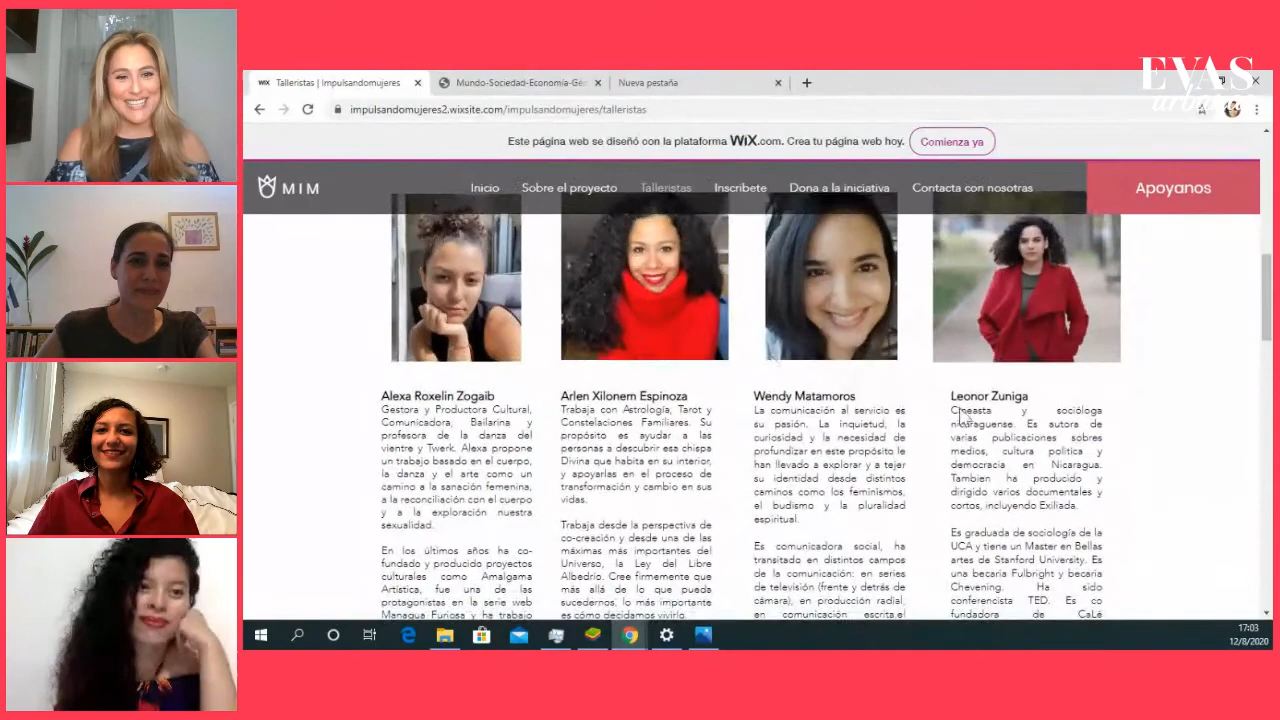 EVAS
urbanas
WiX Talleristas | Impulsandomujeres
Mundo-Sociedad-Economía-Gén
Nueva pestaña
impulsandomujeres2.wixsite.com/impulsandomujeres/talleristas
Este página web se diseñó con la plataforma WiX.com. Crea tu página web hoy.
Comienza ya
MIM
Inicio
Sobre el proyecto
Talleristas
Inscribete
Dona a la iniciativa
Contacta con nosotras
Apoyanos
Alexa Roxelin Zogaib
Gestora y Productora Cultural,
Comunicadora, Bailarina y
profesora de la danza del
vientre y Twerk. Alexa propone
un trabajo basado en el cuerpo,
la danza y el arte como un
camino a la sanación femenina,
a la reconciliación con el cuerpo
y a la exploración nuestra
sexualidad.
En los últimos años ha co-
fundado y producido proyectos
culturales como Amalgama
Artística, fue una de las
protagonistas en la serie web
Managua Furiosa y ha trabajo
Arlen Xilonem Espinoza
Trabaja con Astrología, Tarot y
Constelaciones Familiares. Su
propósito es ayudar a las
personas a descubrir esa chispa
Divina que habita en su interior,
y apoyarlas en el proceso de
transformación y cambio en sus
vidas.
Trabaja desde la perspectiva de
co-creación y desde una de las
máximas más importantes del
Universo, la Ley del Libre
Albedrío. Cree firmemente que
más allá de lo que pueda
sucedernos, lo más importante
es cómo decidamos vivirlo.
Wendy Matamoros
La comunicación al servicio es
su pasión. La inquietud, la
curiosidad y la necesidad de
profundizar en este propósito le
han llevado a explorar y a tejer
su identidad desde distintos
caminos como los feminismos,
el budismo y la pluralidad
espiritual.
Es comunicadora social, ha
transitado en distintos campos
de la comunicación: en series
de televisión (frente y detrás de
cámara), en producción radial,
en comunicación escrita,el
Leonor Zuniga
Cineasta y socióloga
nicaraguense. Es autora de
varias publicaciones sobres
medios, cultura politica y
democracia en Nicaragua.
Tambien ha producido y
dirigido varios documentales y
cortos, incluyendo Exiliada.
Es graduada de sociología de la
UCA y tiene un Master en Bellas
artes de Stanford University. Es
una becaria Fulbright y becaria
Chevening. Ha sido
conferencista TED. Es co
fundadora de CaLé
17:03
12/8/2020